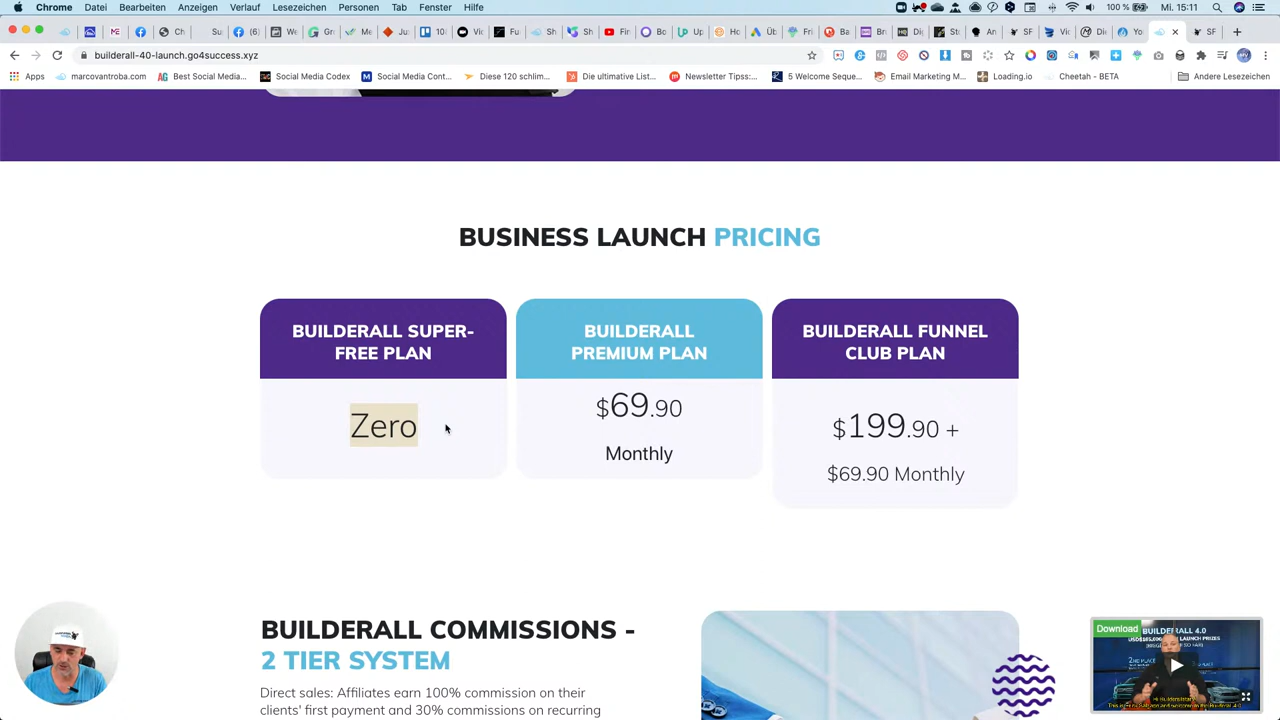 Chrome Datei Bearbeiten Anzeigen Verlauf Lesezeichen Personen Tab Fenster Hilfe 100 % Mi. 15:11
builderall-40-launch.go4success.xyz
Apps marcovantroba.com Best Social Media... Social Media Codex Social Media Cont... Diese 120 schlim... Die ultimative List... Newsletter Tipss:... 5 Welcome Seque... Email Marketing M... Loading.io Cheetah - BETA Andere Lesezeichen
BUSINESS LAUNCH PRICING
BUILDERALL SUPER-
FREE PLAN
Zero
BUILDERALL
PREMIUM PLAN
$69.90
Monthly
BUILDERALL FUNNEL
CLUB PLAN
$199.90 +
$69.90 Monthly
BUILDERALL COMMISSIONS -
2 TIER SYSTEM
Direct sales: Affiliates earn 100% commission on their
clients' first payment and 30% commission on recurring
Download
BUILDERALL 4.0